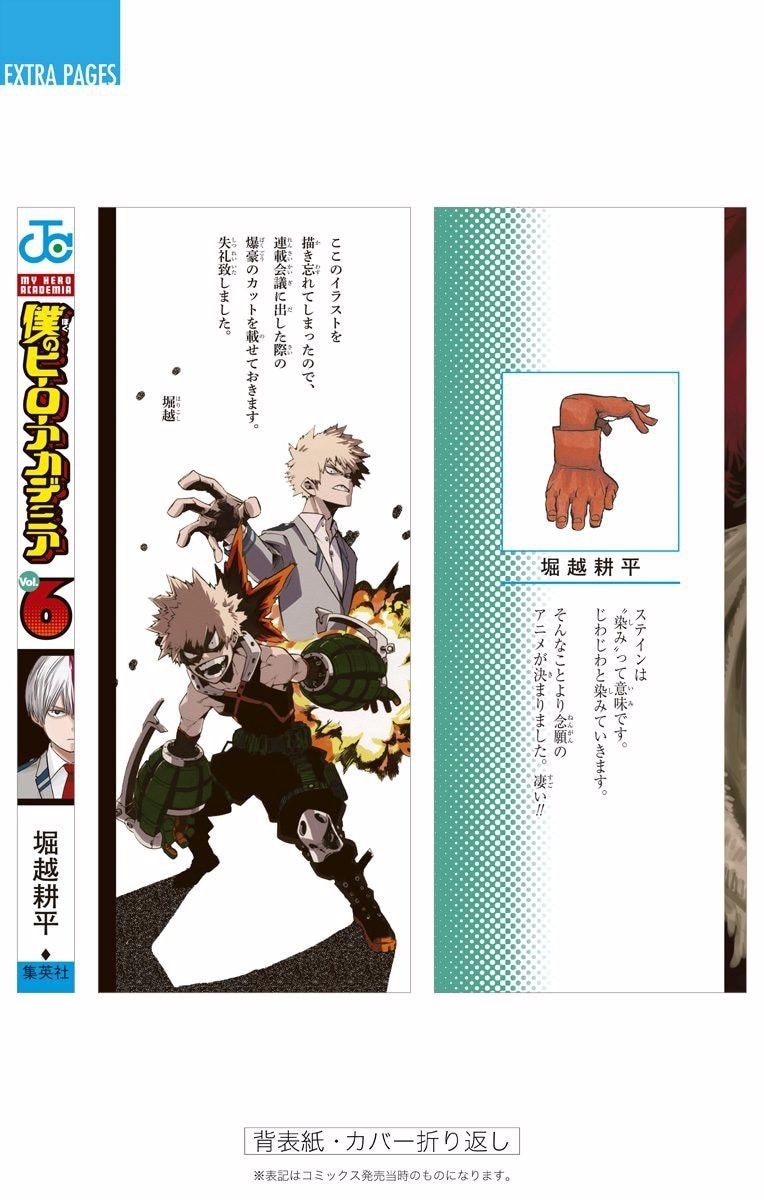 EXTRA PAGES
JC
MY HERO
ACADEMIA
僕のヒーローアカデミア
ぼく
Vol.
6
堀越耕平
集英社
ここのイラストを
描き忘れてしまったので、
連載会議に出した際の
爆豪のカットを載せておきます。
失礼致しました。
堀越
堀越耕平
ステインは
〝染み〟って意味です。
じわじわと染みていきます。
そんなことより念願の
アニメが決まりました。凄い!!
背表紙・カバー折り返し
※表記はコミックス発売当時のものになります。